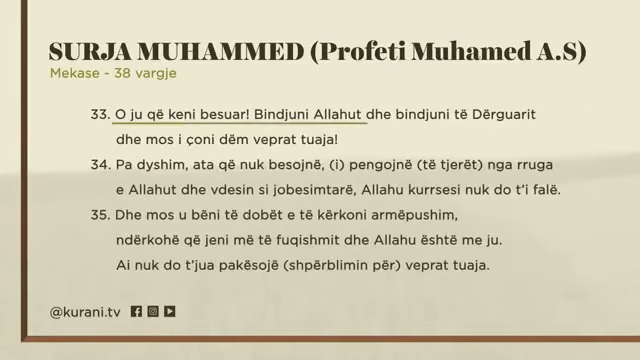 SURJA MUHAMMED (Profeti Muhamed A.S)
Mekase - 38 vargje
33. O ju që keni besuar! Bindjuni Allahut dhe bindjuni të Dërguarit
dhe mos i çoni dëm veprat tuaja!
34. Pa dyshim, ata që nuk besojnë, (i) pengojnë (të tjerët) nga rruga
e Allahut dhe vdesin si jobesimtarë, Allahu kurrsesi nuk do t'i falë.
35. Dhe mos u bëni të dobët e të kërkoni armëpushim,
ndërkohë që jeni më të fuqishmit dhe Allahu është me ju.
Ai nuk do t'jua pakësojë (shpërblimin për) veprat tuaja.
@kurani.tv